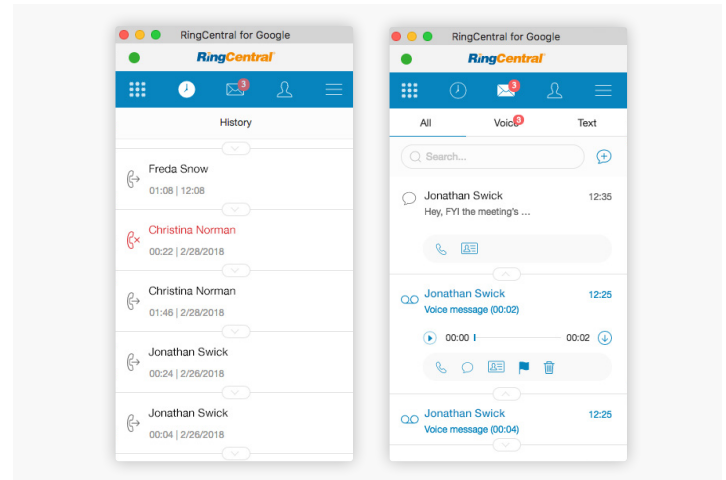 RingCentral for Google
RingCentral
3
History
Freda Snow
01:08 | 12:08
Christina Norman
00:22 | 2/28/2018
Christina Norman
01:46 | 2/28/2018
Jonathan Swick
00:24 | 2/26/2018
Jonathan Swick
00:04 | 2/26/2018
RingCentral for Google
RingCentral
3
All Voice 3 Text
Search...
Jonathan Swick 12:35
Hey, FYI the meeting's ...
Jonathan Swick 12:25
Voice message (00:02)
00:00 00:02
Jonathan Swick 12:25
Voice message (00:04)